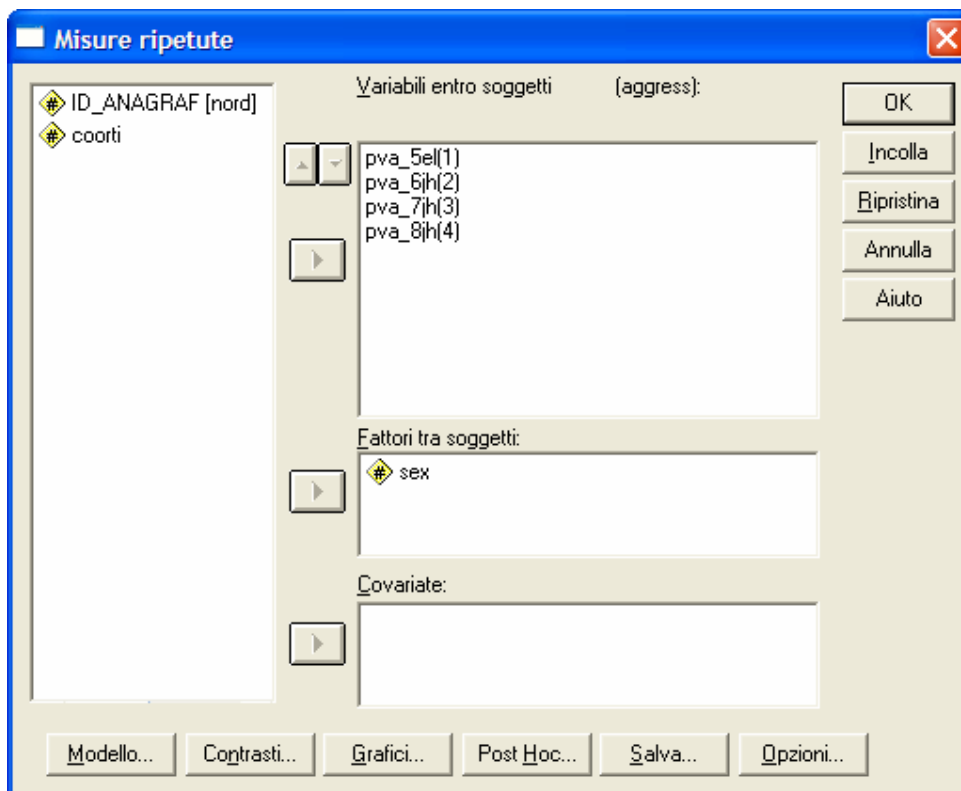 Misure ripetute
ID_ANAGRAF [nord]
coorti
Variabili entro soggetti (aggress):
pva_5el(1)
pva_6jh(2)
pva_7jh(3)
pva_8jh(4)
Fattori tra soggetti:
sex
Covariate:
OK
Incolla
Ripristina
Annulla
Aiuto
Modello...
Contrasti...
Grafici...
Post Hoc...
Salva...
Opzioni...